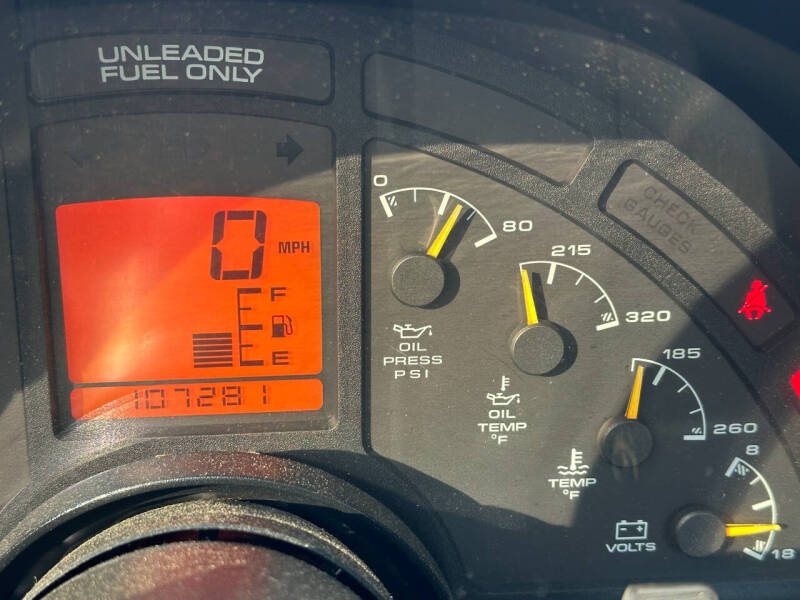 UNLEADED
FUEL ONLY
0 MPH
F
E
107281
0
80
OIL
PRESS
PSI
215
320
OIL
TEMP
°F
185
260
TEMP
°F
8
18
VOLTS
CHECK
GAUGES